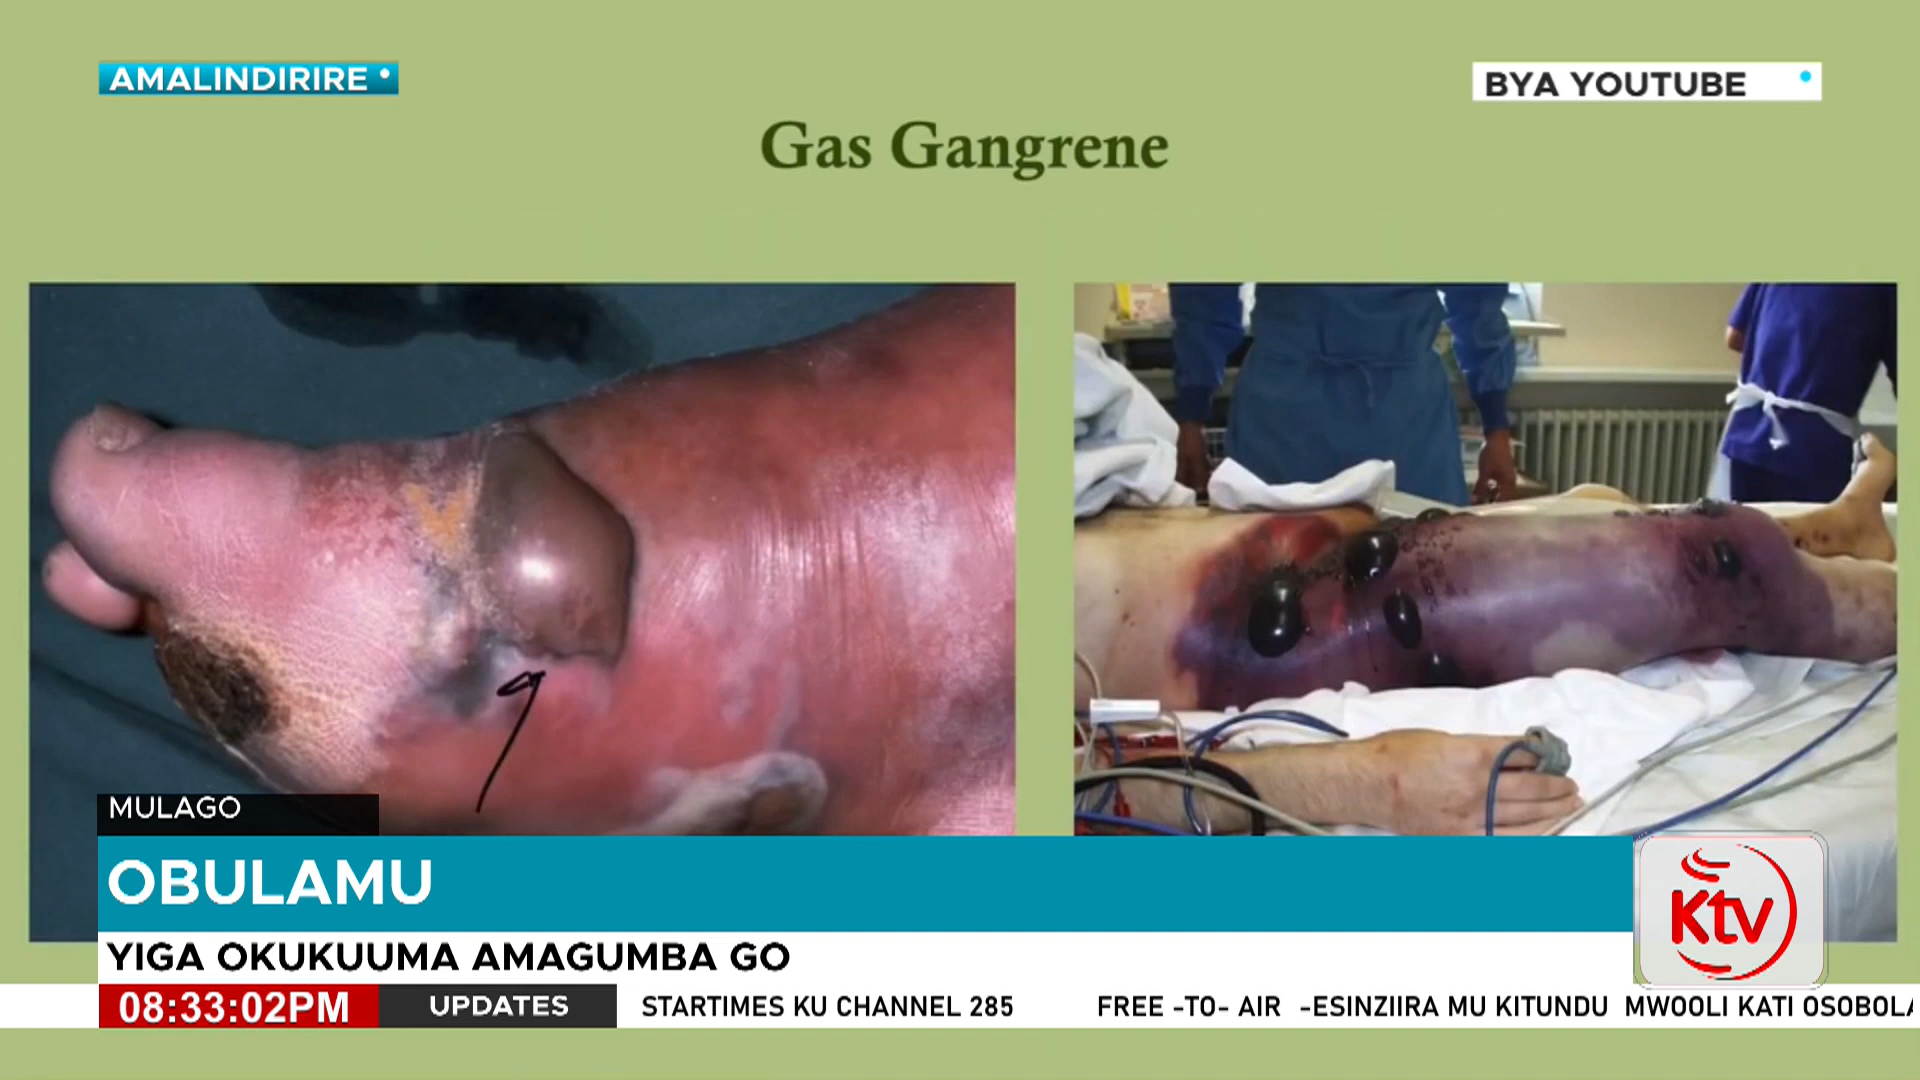 AMALINDIRIRE
BYA YOUTUBE
Gas Gangrene
MULAGO
OBULAMU
YIGA OKUKUUMA AMAGUMBA GO
Ktv
08:33:02PM
UPDATES
STARTIMES KU CHANNEL 285 FREE -TO- AIR -ESINZIIRA MU KITUNDU MWOOLI KATI OSOBOLA